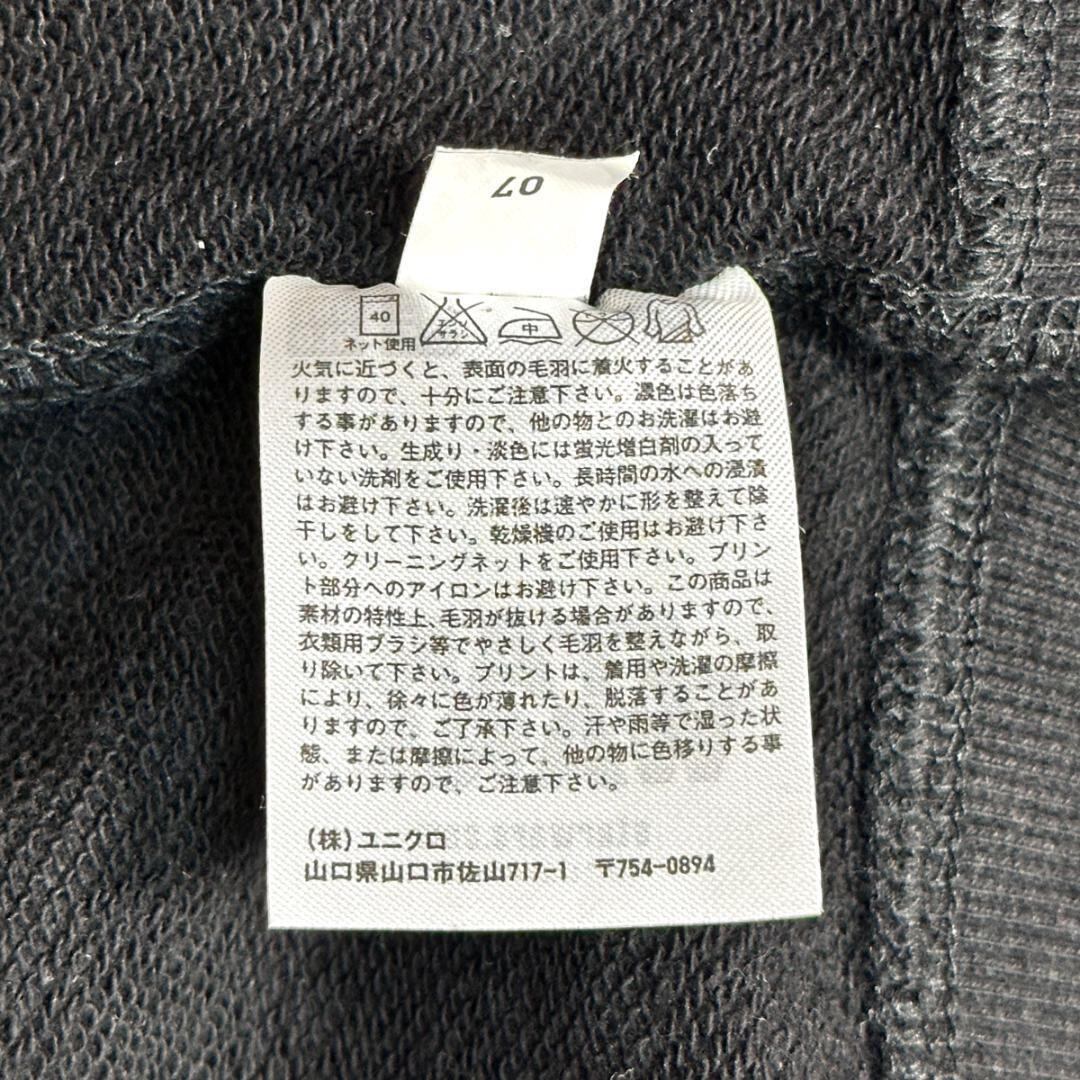 07
40
ネット使用
エンソ
サラシ
中
火気に近づくと、表面の毛羽に着火することがあ
りますので、十分にご注意下さい。濃色は色落ち
する事がありますので、他の物とのお洗濯はお避
け下さい。生成り・淡色には蛍光増白剤の入って
いない洗剤をご使用下さい。長時間の水への浸漬
はお避け下さい。洗濯後は速やかに形を整えて陰
干しをして下さい。乾燥機のご使用はお避け下さ
い。クリーニングネットをご使用下さい。プリン
ト部分へのアイロンはお避け下さい。この商品は
素材の特性上、毛羽が抜ける場合がありますので、
衣類用ブラシ等でやさしく毛羽を整えながら、取
り除いて下さい。プリントは、着用や洗濯の摩擦
により、徐々に色が薄れたり、脱落することがあ
りますので、ご了承下さい。汗や雨等で湿った状
態、または摩擦によって、他の物に色移りする事
がありますので、ご注意下さい。
(株)ユニクロ
山口県山口市佐山717-1 〒754-0894